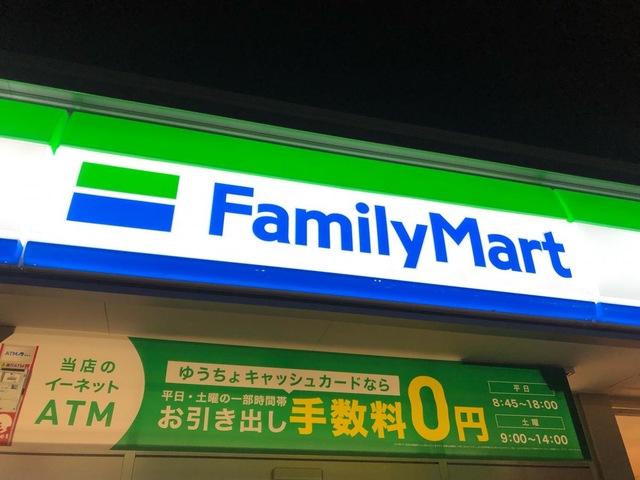 FamilyMart
当店の
イーネット
ATM
ゆうちょキャッシュカードなら
平日・土曜の一部時間帯
お引き出し手数料0円
平日
8:45~18:00
土曜
9:00~14:00